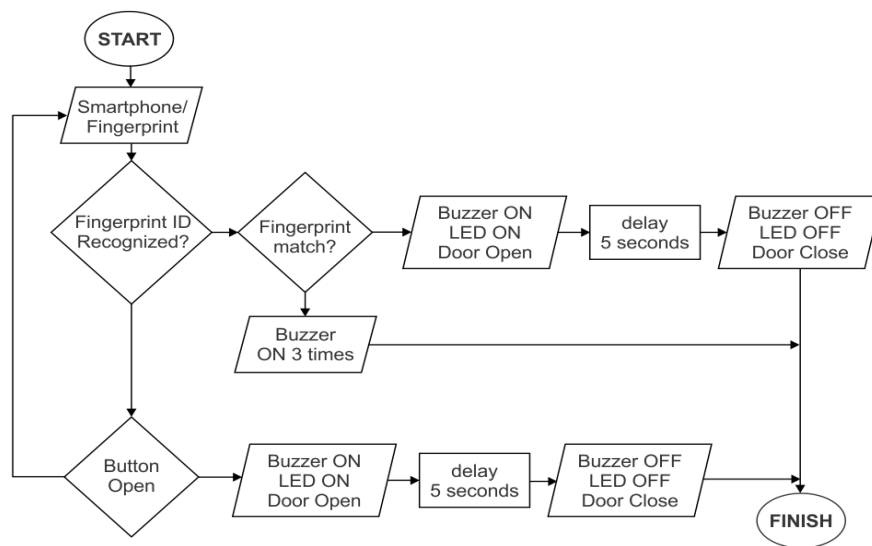 START
Smartphone/
Fingerprint
Fingerprint ID
Recognized?
Fingerprint
match?
Buzzer ON
LED ON
Door Open
delay
5 seconds
Buzzer OFF
LED OFF
Door Close
Buzzer
ON 3 times
Button
Open
Buzzer ON
LED ON
Door Open
delay
5 seconds
Buzzer OFF
LED OFF
Door Close
FINISH